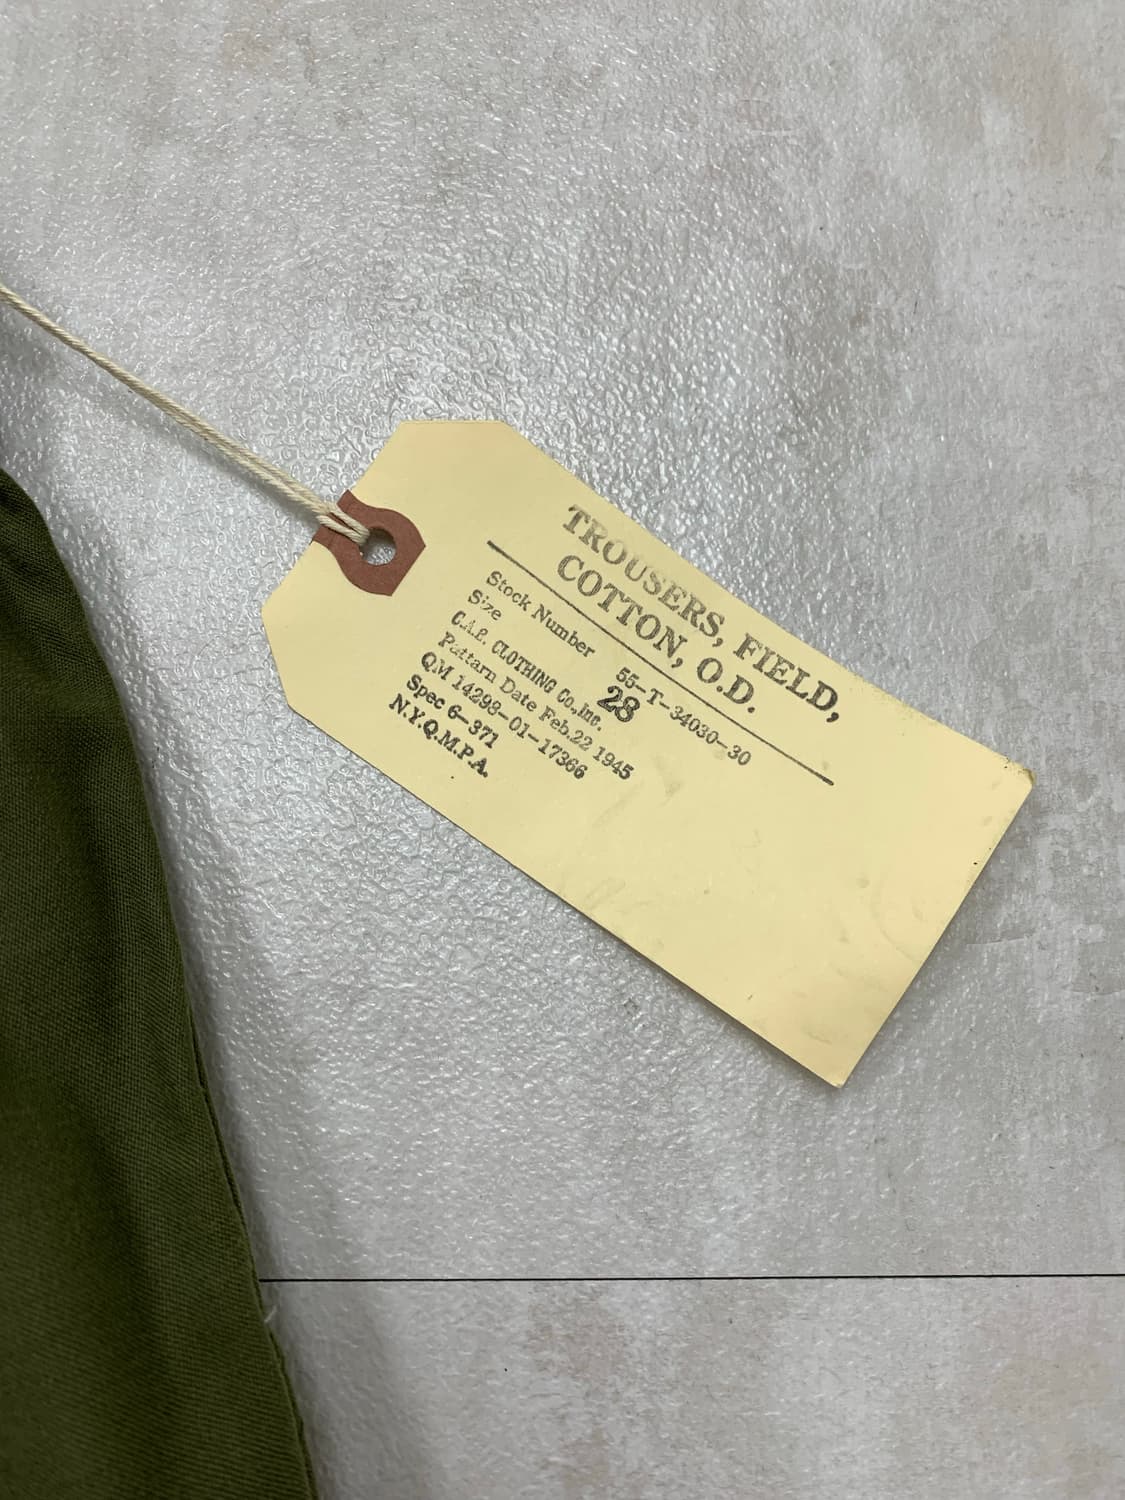 TROUSERS, FIELD,
COTTON, O.D.
Stock Number 55-T-34030-30
Size 28
C.A.R. CLOTHING Co.,Inc.
Pattarn Date Feb.22 1945
QM 14298-01-17366
Spec 6-371
N.Y.Q.M.P.A.